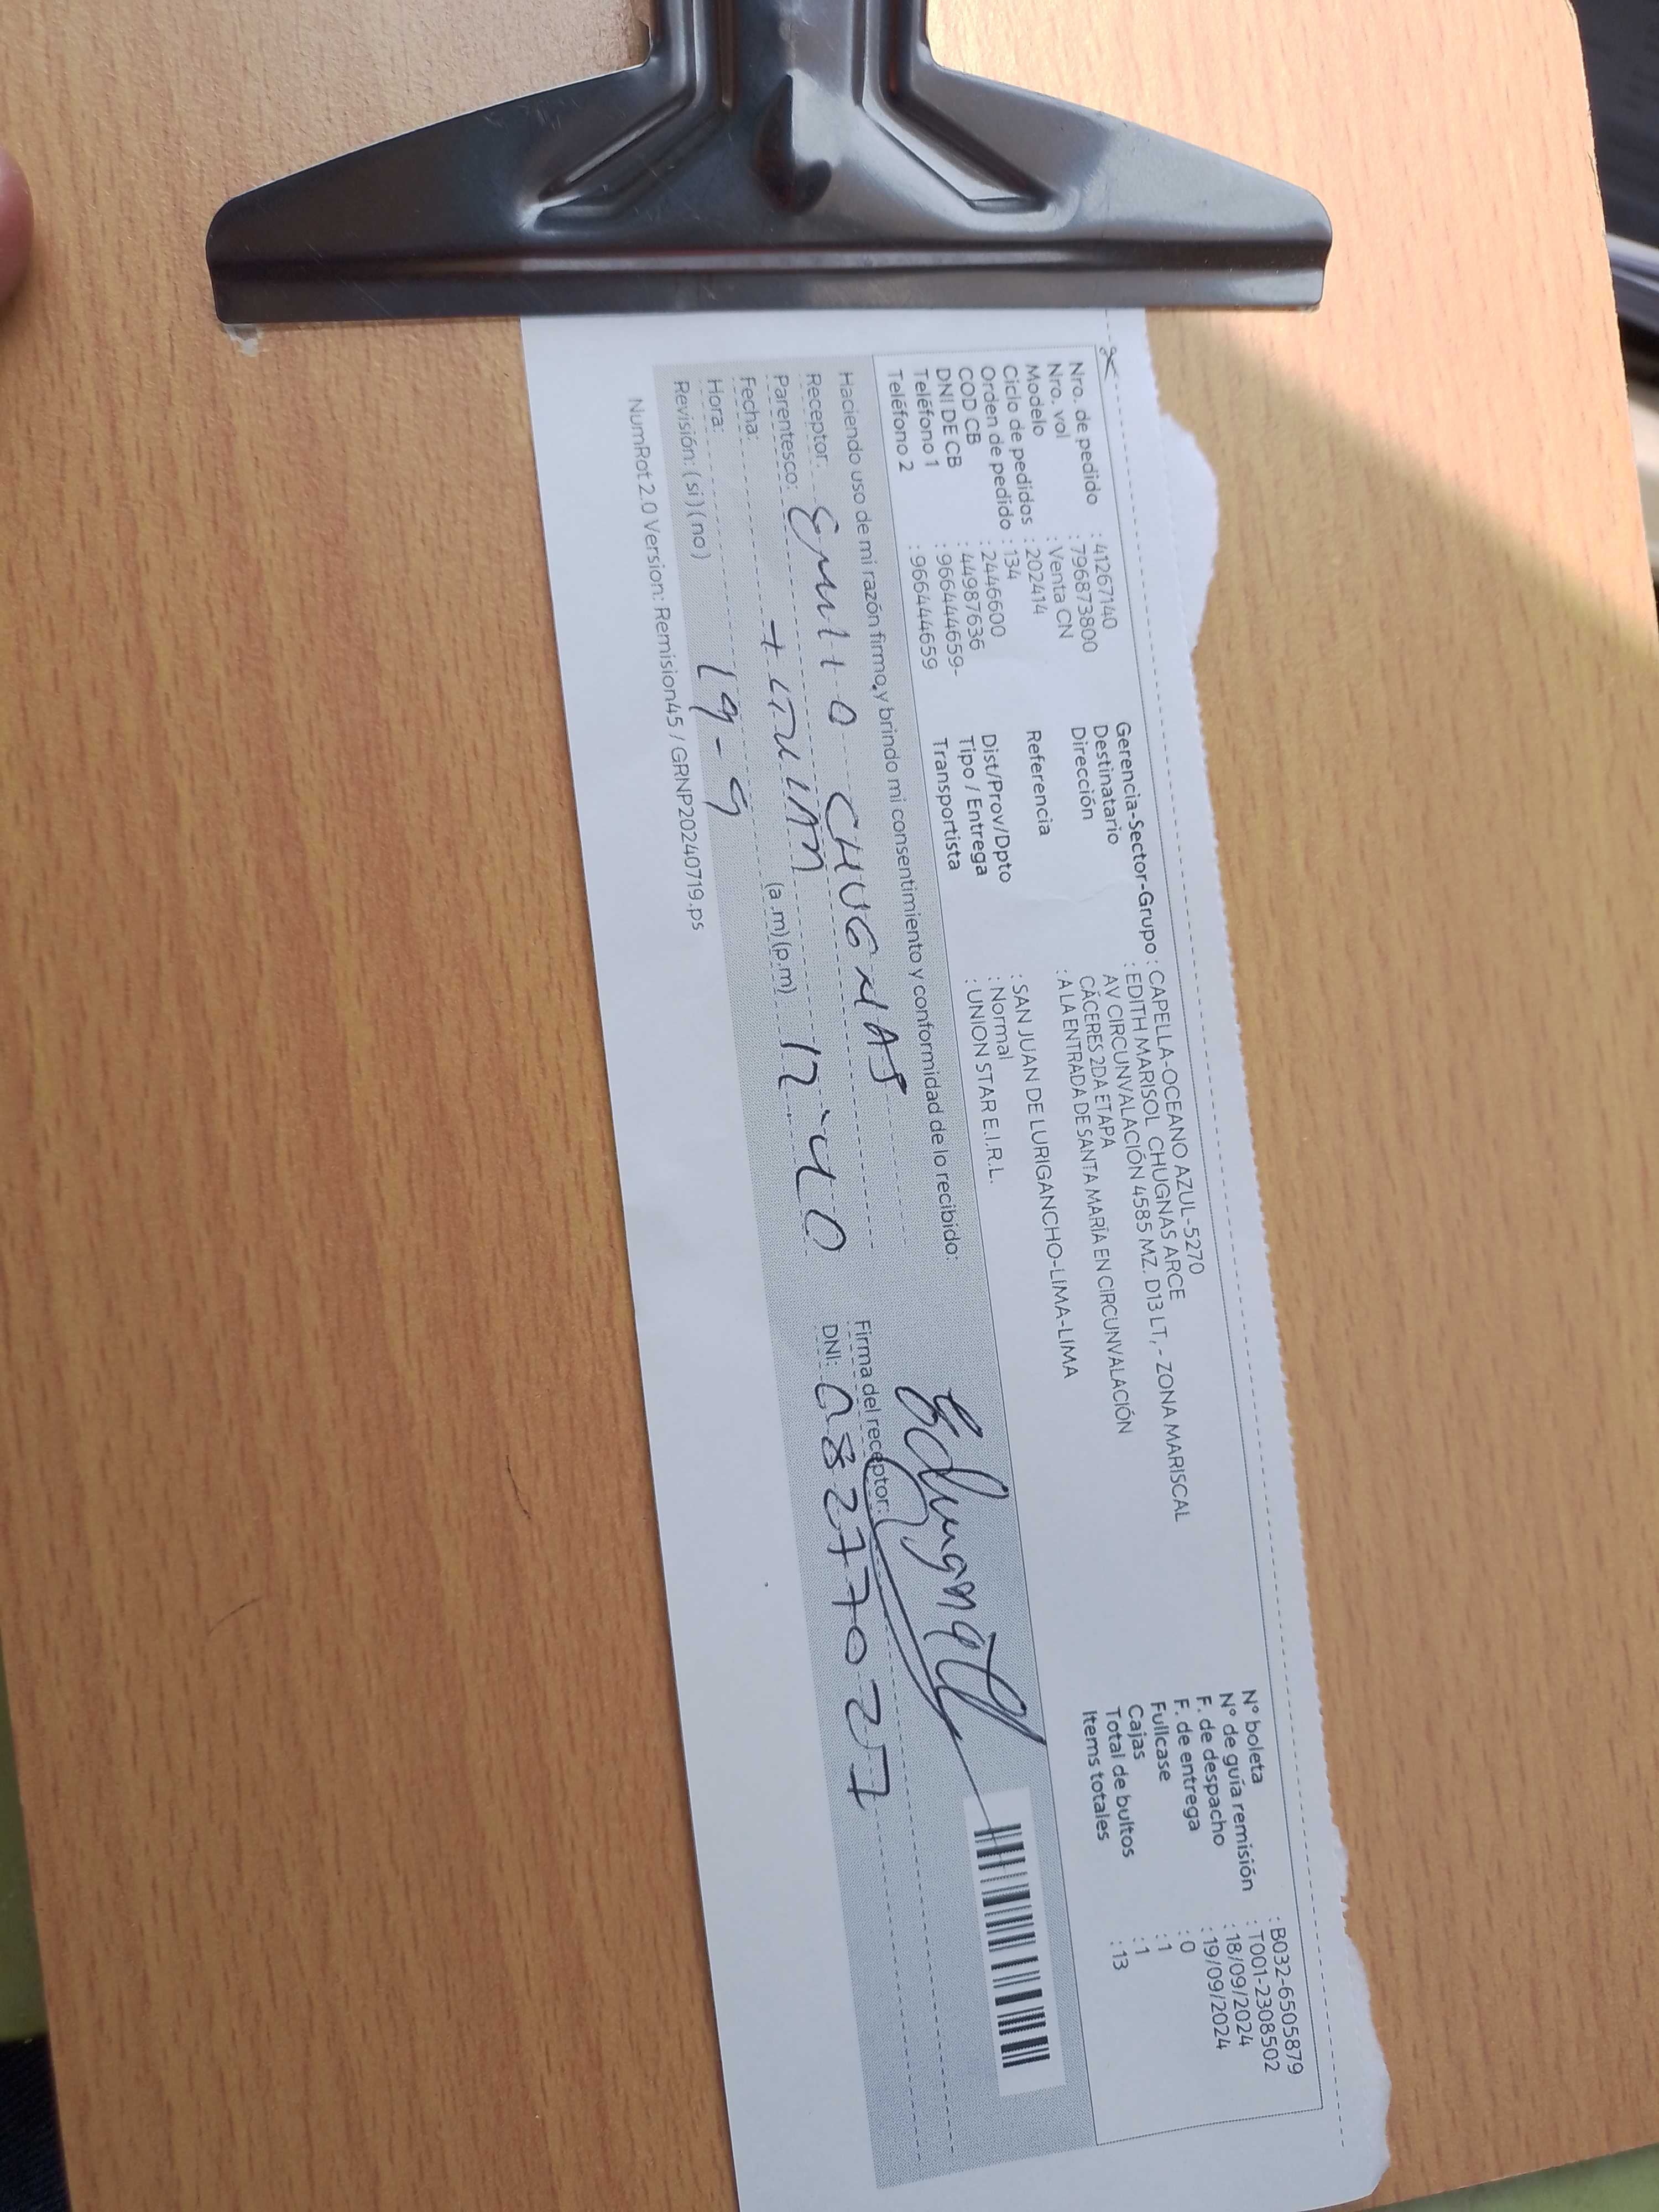 Nro. de pedido : 41267140
Nro. vol : 796873800
Modelo : Venta CN
Ciclo de pedidos : 202414
Orden de pedido : 134
COD CB : 2446600
DNI DE CB : 44987636
Teléfono 1 : 966444659-
Teléfono 2 : 966444659
Gerencia-Sector-Grupo : CAPELLA-OCEANO AZUL-5270
Destinatario : EDITH MARISOL CHUGNAS ARCE
Dirección AV CIRCUNVALACIÓN 4585 MZ. D13 LT, - ZONA MARISCAL
CÁCERES 2DA ETAPA
Referencia : A LA ENTRADA DE SANTA MARÍA EN CIRCUNVALACIÓN
Dist/Prov/Dpto : SAN JUAN DE LURIGANCHO-LIMA-LIMA
Tipo / Entrega : Normal
Transportista : UNION STAR E.I.R.L.
N° boleta : B032-6505879
N° de guía remisión : T001-2308502
F. de despacho : 18/09/2024
F. de entrega : 19/09/2024
Fullcase : 0
Cajas : 1
Total de bultos : 1
Items totales : 13
Haciendo uso de mi razón firmo, y brindo mi consentimiento y conformidad de lo recibido:
Receptor: Emilio CHUGNAS
Parentesco:
Fecha: 19-9
Hora: (a.m)(p.m) 12:40
Revisión: (si)(no)
Firma del receptor:
DNI: 082770257
NumRot 2.0 Version: Remision45 / GRNP20240719.ps